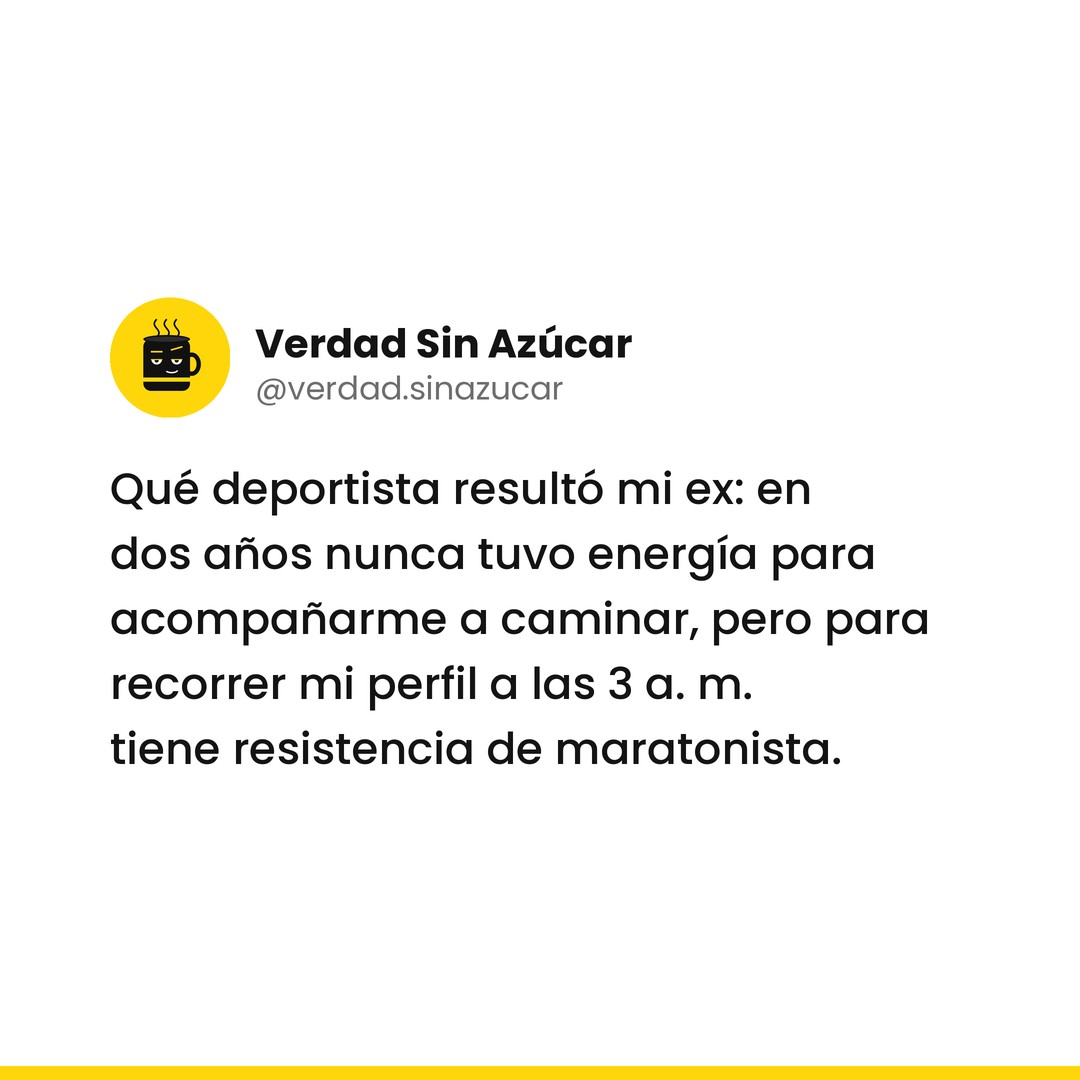 Verdad Sin Azúcar
@verdad.sinazucar
Qué deportista resultó mi ex: en
dos años nunca tuvo energía para
acompañarme a caminar, pero para
recorrer mi perfil a las 3 a. m.
tiene resistencia de maratonista.